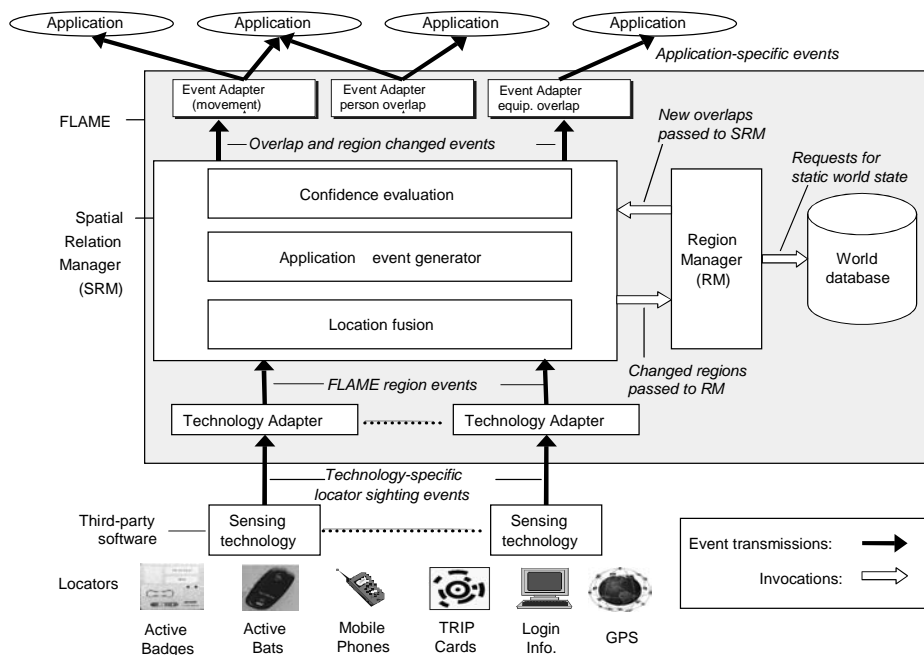 Application
Application
Application
Application
Application-specific events
Event Adapter
(movement)
Event Adapter
person overlap
Event Adapter
equip. overlap
FLAME
Overlap and region changed events
New overlaps
passed to SRM
Requests for
static world state
Spatial
Relation
Manager
(SRM)
Confidence evaluation
Application event generator
Location fusion
Region
Manager
(RM)
World
database
Changed regions
passed to RM
FLAME region events
Technology Adapter
Technology Adapter
Technology-specific
locator sighting events
Third-party
software
Sensing
technology
Sensing
technology
Event transmissions:
Invocations:
Locators
Active
Badges
Active
Bats
Mobile
Phones
TRIP
Cards
Login
Info.
GPS